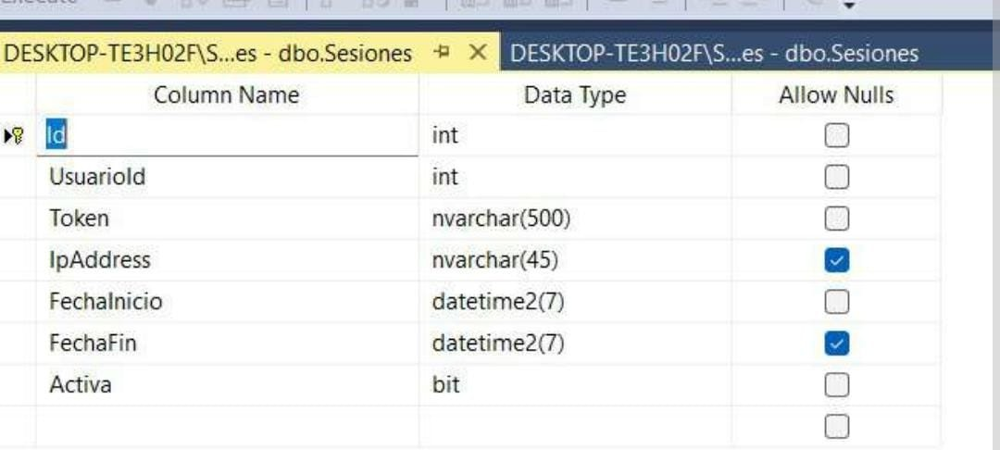 Execute
DESKTOP-TE3H02F\S...es - dbo.Sesiones DESKTOP-TE3H02F\S...es - dbo.Sesiones
Column Name Data Type Allow Nulls
Id int
UsuarioId int
Token nvarchar(500)
IpAddress nvarchar(45)
FechaInicio datetime2(7)
FechaFin datetime2(7)
Activa bit